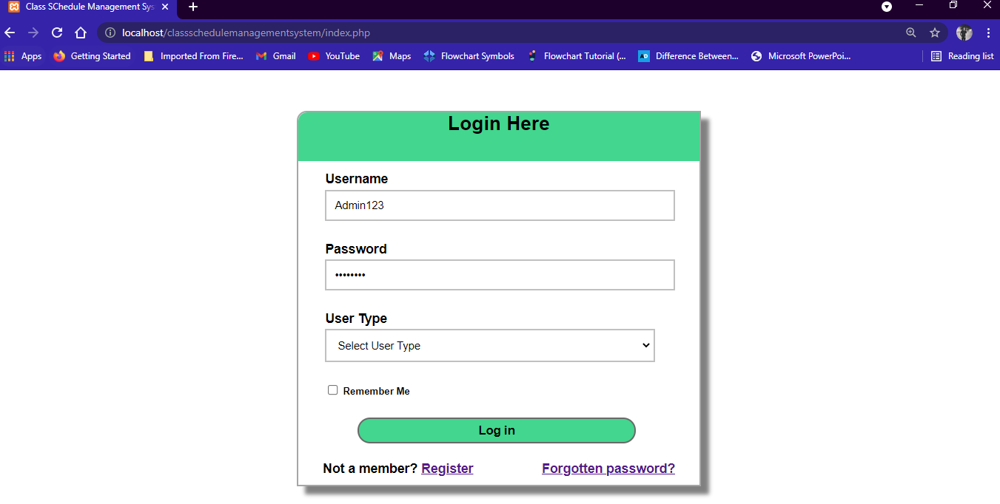 Class SChedule Management Sys
localhost/classschedulemanagementsystem/index.php
Apps Getting Started Imported From Fire... Gmail YouTube Maps Flowchart Symbols Flowchart Tutorial (... Difference Between... Microsoft PowerPoi... Reading list
Login Here
Username
Admin123
Password
••••••••
User Type
Select User Type
Remember Me
Log in
Not a member? Register Forgotten password?